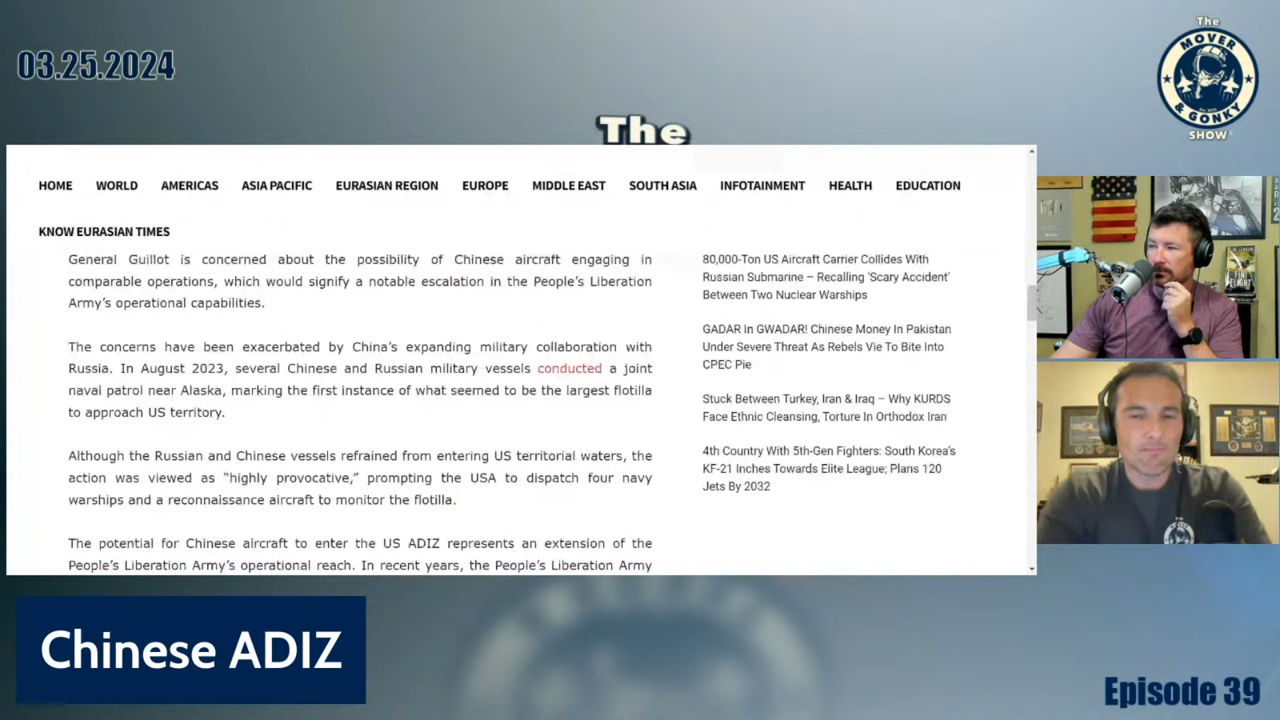 03.25.2024
The
MOVER
& GONKY
SHOW
The
HOME WORLD AMERICAS ASIA PACIFIC EURASIAN REGION EUROPE MIDDLE EAST SOUTH ASIA INFOTAINMENT HEALTH EDUCATION
KNOW EURASIAN TIMES
General Guillot is concerned about the possibility of Chinese aircraft engaging in
comparable operations, which would signify a notable escalation in the People’s Liberation
Army’s operational capabilities.
The concerns have been exacerbated by China’s expanding military collaboration with
Russia. In August 2023, several Chinese and Russian military vessels conducted a joint
naval patrol near Alaska, marking the first instance of what seemed to be the largest flotilla
to approach US territory.
Although the Russian and Chinese vessels refrained from entering US territorial waters, the
action was viewed as “highly provocative,” prompting the USA to dispatch four navy
warships and a reconnaissance aircraft to monitor the flotilla.
The potential for Chinese aircraft to enter the US ADIZ represents an extension of the
People’s Liberation Army’s operational reach. In recent years, the People’s Liberation Army
80,000-Ton US Aircraft Carrier Collides With
Russian Submarine – Recalling ‘Scary Accident’
Between Two Nuclear Warships
GADAR In GWADAR! Chinese Money In Pakistan
Under Severe Threat As Rebels Vie To Bite Into
CPEC Pie
Stuck Between Turkey, Iran & Iraq – Why KURDS
Face Ethnic Cleansing, Torture In Orthodox Iran
4th Country With 5th-Gen Fighters: South Korea’s
KF-21 Inches Towards Elite League; Plans 120
Jets By 2032
FINAL
FLIGHT
Chinese ADIZ
Episode 39